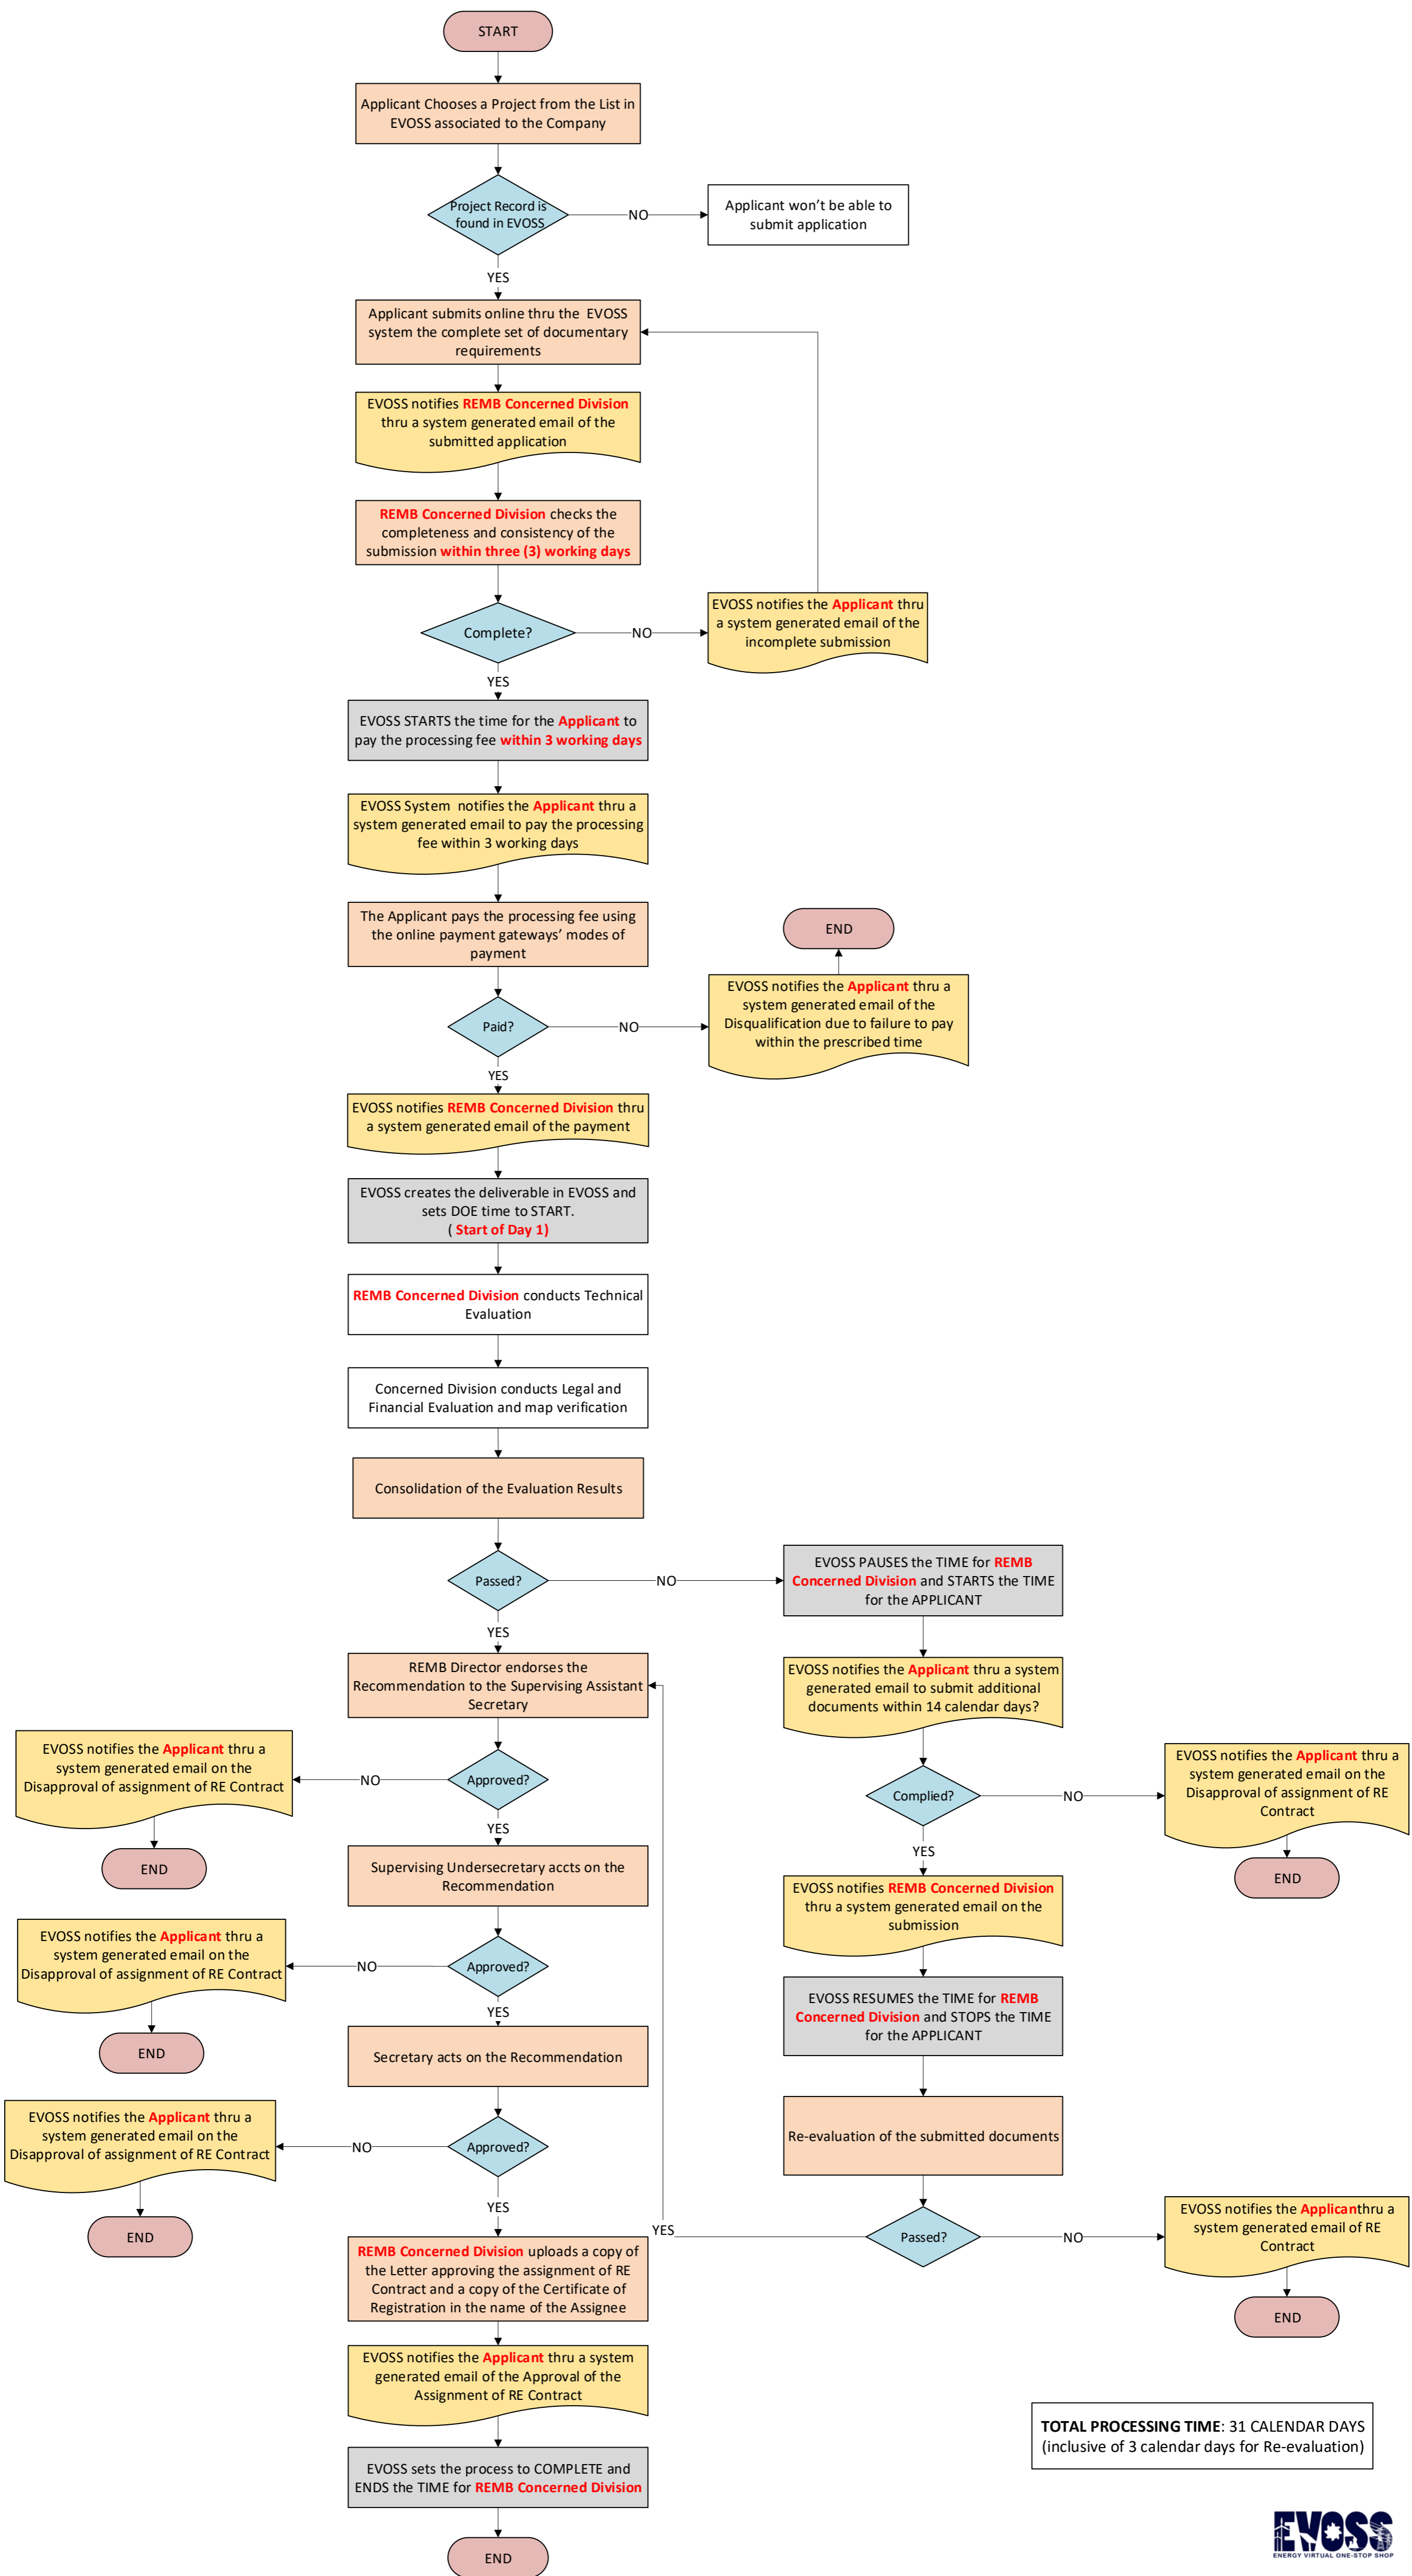 START
Applicant Chooses a Project from the List in
EVOSS associated to the Company
Project Record is
found in EVOSS
NO
Applicant won't be able to
submit application
YES
Applicant submits online thru the EVOSS
system the complete set of documentary
requirements
EVOSS notifies REMB Concerned Division
thru a system generated email of the
submitted application
REMB Concerned Division checks the
completeness and consistency of the
submission within three (3) working days
Complete?
NO
EVOSS notifies the Applicant thru
a system generated email of the
incomplete submission
YES
EVOSS STARTS the time for the Applicant to
pay the processing fee within 3 working days
EVOSS System notifies the Applicant thru a
system generated email to pay the processing
fee within 3 working days
The Applicant pays the processing fee using
the online payment gateways' modes of
payment
END
Paid?
NO
EVOSS notifies the Applicant thru a
system generated email of the
Disqualification due to failure to pay
within the prescribed time
YES
EVOSS notifies REMB Concerned Division thru
a system generated email of the payment
EVOSS creates the deliverable in EVOSS and
sets DOE time to START.
( Start of Day 1)
REMB Concerned Division conducts Technical
Evaluation
Concerned Division conducts Legal and
Financial Evaluation and map verification
Consolidation of the Evaluation Results
Passed?
NO
EVOSS PAUSES the TIME for REMB
Concerned Division and STARTS the TIME
for the APPLICANT
YES
REMB Director endorses the
Recommendation to the Supervising Assistant
Secretary
EVOSS notifies the Applicant thru a system
generated email to submit additional
documents within 14 calendar days?
EVOSS notifies the Applicant thru a
system generated email on the
Disapproval of assignment of RE Contract
NO
Approved?
Complied?
NO
EVOSS notifies the Applicant thru a
system generated email on the
Disapproval of assignment of RE
Contract
END
YES
END
YES
Supervising Undersecretary accts on the
Recommendation
EVOSS notifies REMB Concerned Division
thru a system generated email on the
submission
EVOSS notifies the Applicant thru a
system generated email on the
Disapproval of assignment of RE Contract
NO
Approved?
END
YES
EVOSS RESUMES the TIME for REMB
Concerned Division and STOPS the TIME
for the APPLICANT
Secretary acts on the Recommendation
Re-evaluation of the submitted documents
EVOSS notifies the Applicant thru a
system generated email on the
Disapproval of assignment of RE Contract
NO
Approved?
END
YES
YES
Passed?
NO
EVOSS notifies the Applicanthru a
system generated email of RE
Contract
END
REMB Concerned Division uploads a copy of
the Letter approving the assignment of RE
Contract and a copy of the Certificate of
Registration in the name of the Assignee
EVOSS notifies the Applicant thru a system
generated email of the Approval of the
Assignment of RE Contract
EVOSS sets the process to COMPLETE and
ENDS the TIME for REMB Concerned Division
END
TOTAL PROCESSING TIME: 31 CALENDAR DAYS
(inclusive of 3 calendar days for Re-evaluation)
EVOSS
ENERGY VIRTUAL ONE-STOP SHOP